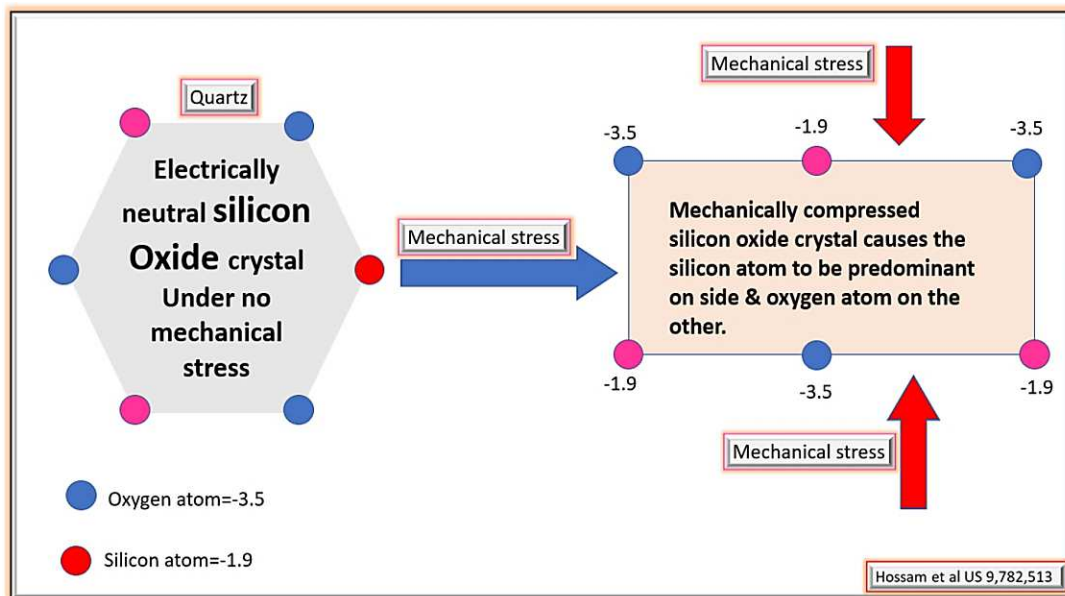 Quartz
Electrically
neutral silicon
Oxide crystal
Under no
mechanical
stress
Mechanical stress
Mechanical stress
-3.5
-1.9
-3.5
Mechanically compressed
silicon oxide crystal causes the
silicon atom to be predominant
on side & oxygen atom on the
other.
-1.9
-3.5
-1.9
Mechanical stress
Oxygen atom=-3.5
Silicon atom=-1.9
Hossam et al US 9,782,513